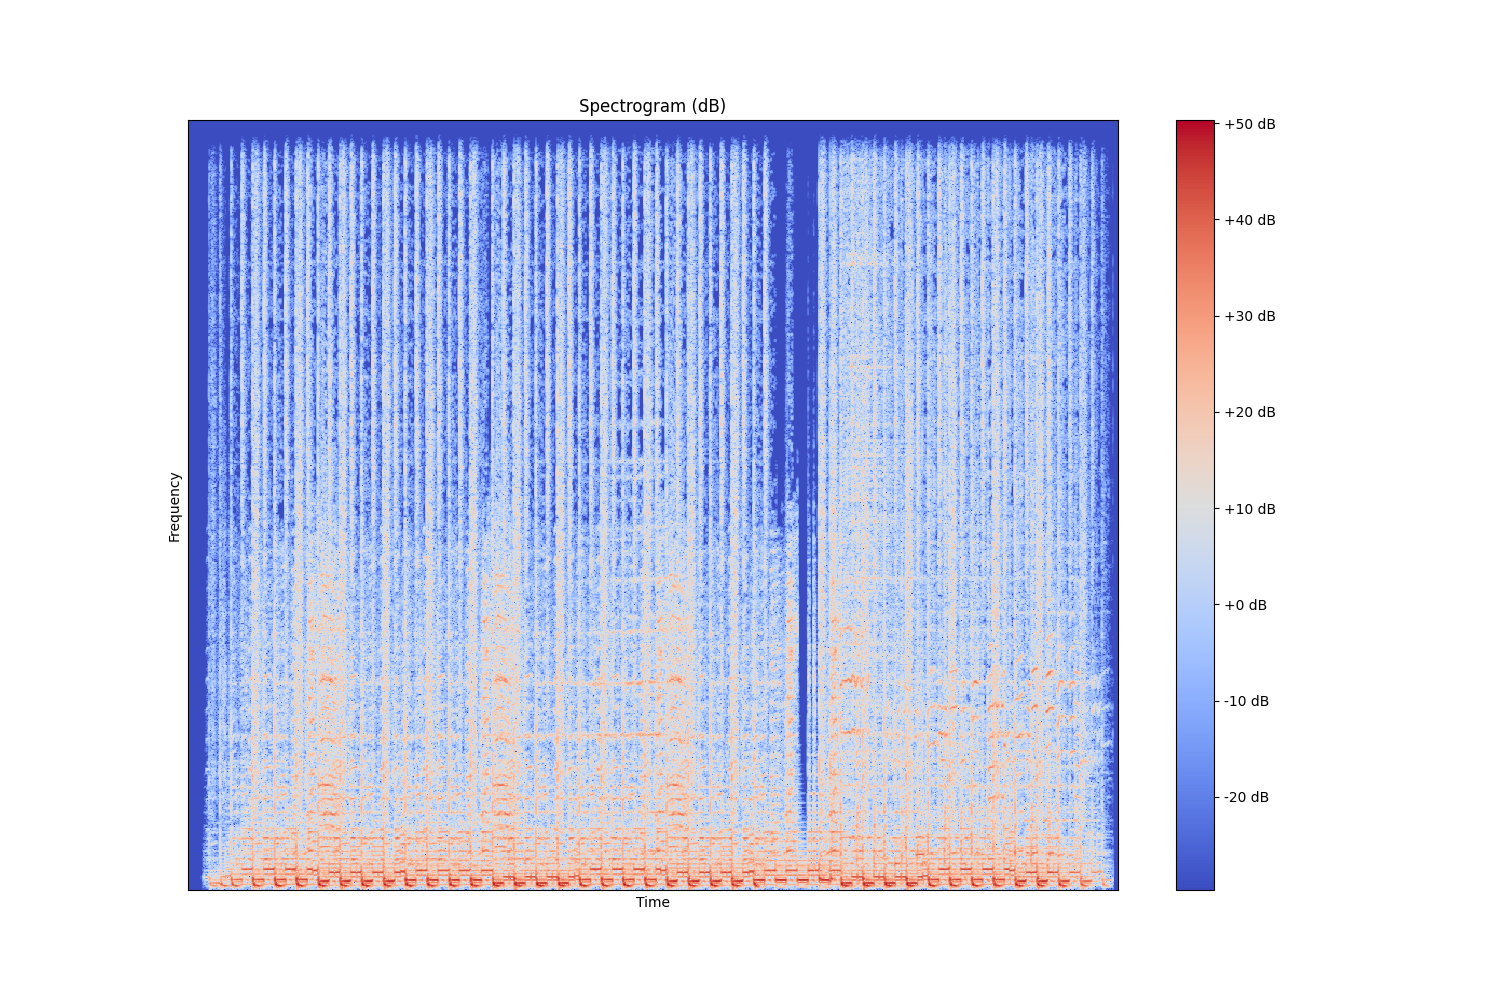 Spectrogram (dB)
Frequency
Time
+50 dB
+40 dB
+30 dB
+20 dB
+10 dB
+0 dB
-10 dB
-20 dB